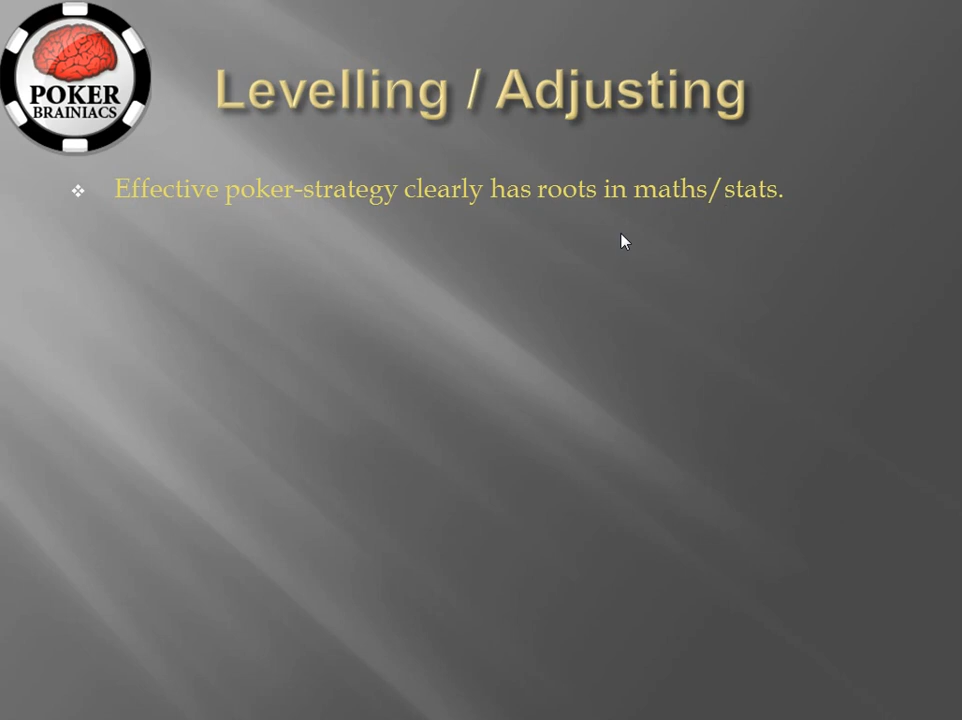 POKER
BRAINIACS
Levelling / Adjusting
Effective poker-strategy clearly has roots in maths/stats.